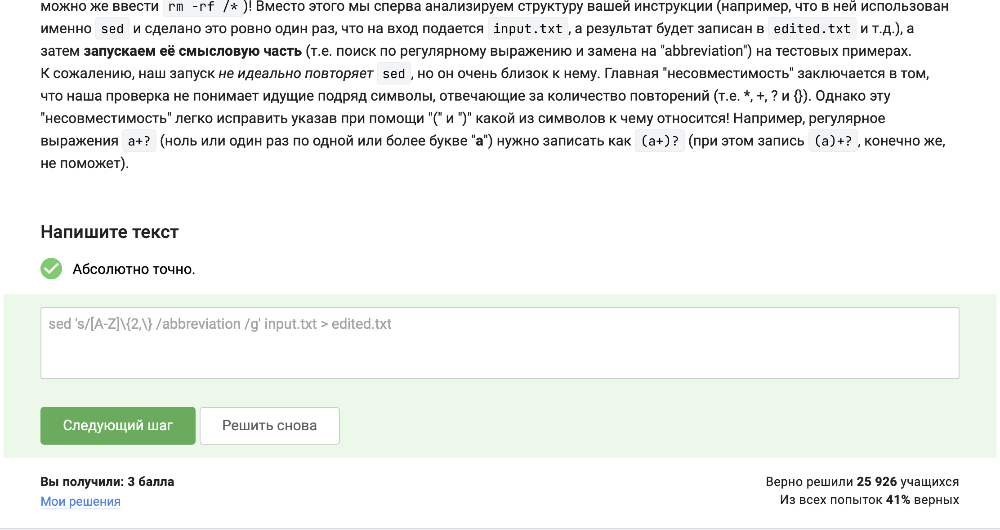 можно же ввести rm -rf /*)! Вместо этого мы сперва анализируем структуру вашей инструкции (например, что в ней использован
именно sed и сделано это ровно один раз, что на вход подается input.txt, а результат будет записан в edited.txt и т.д.), а
затем запускаем её смысловую часть (т.е. поиск по регулярному выражению и замена на "abbreviation") на тестовых примерах.
К сожалению, наш запуск не идеально повторяет sed, но он очень близок к нему. Главная "несовместимость" заключается в том,
что наша проверка не понимает идущие подряд символы, отвечающие за количество повторений (т.е. *, +, ? и {}). Однако эту
"несовместимость" легко исправить указав при помощи "(" и ")" какой из символов к чему относится! Например, регулярное
выражения a+? (ноль или один раз по одной или более букве "a") нужно записать как (a+)? (при этом запись (a)+?, конечно же,
не поможет).
Напишите текст
Абсолютно точно.
sed 's/[A-Z]\{2,\} /abbreviation /g' input.txt > edited.txt
Следующий шаг Решить снова
Вы получили: 3 балла
Мои решения
Верно решили 25 926 учащихся
Из всех попыток 41% верных